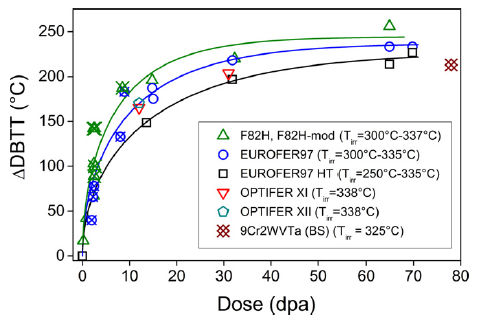 250
200
150
100
50
0
ΔDBTT (°C)
F82H, F82H-mod (Tirr=300°C-337°C)
EUROFER97 (Tirr=300°C-335°C)
EUROFER97 HT (Tirr=250°C-335°C)
OPTIFER XI (Tirr=338°C)
OPTIFER XII (Tirr=338°C)
9Cr2WVTa (BS) (Tirr = 325°C)
0 10 20 30 40 50 60 70 80
Dose (dpa)